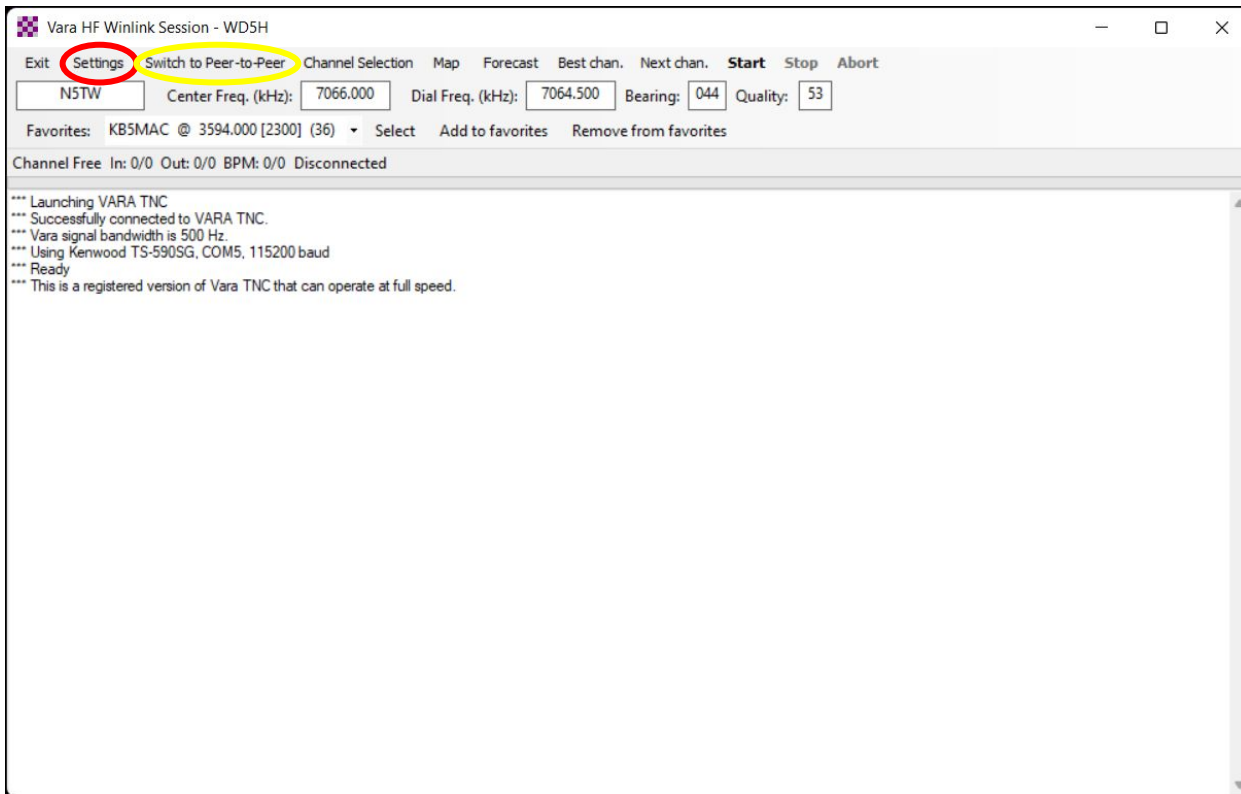 Vara HF Winlink Session - WD5H
Exit Settings Switch to Peer-to-Peer Channel Selection Map Forecast Best chan. Next chan. Start Stop Abort
N5TW Center Freq. (kHz): 7066.000 Dial Freq. (kHz): 7064.500 Bearing: 044 Quality: 53
Favorites: KB5MAC @ 3594.000 [2300] (36) Select Add to favorites Remove from favorites
Channel Free In: 0/0 Out: 0/0 BPM: 0/0 Disconnected
*** Launching VARA TNC
*** Successfully connected to VARA TNC.
*** Vara signal bandwidth is 500 Hz.
*** Using Kenwood TS-590SG, COM5, 115200 baud
*** Ready
*** This is a registered version of Vara TNC that can operate at full speed.